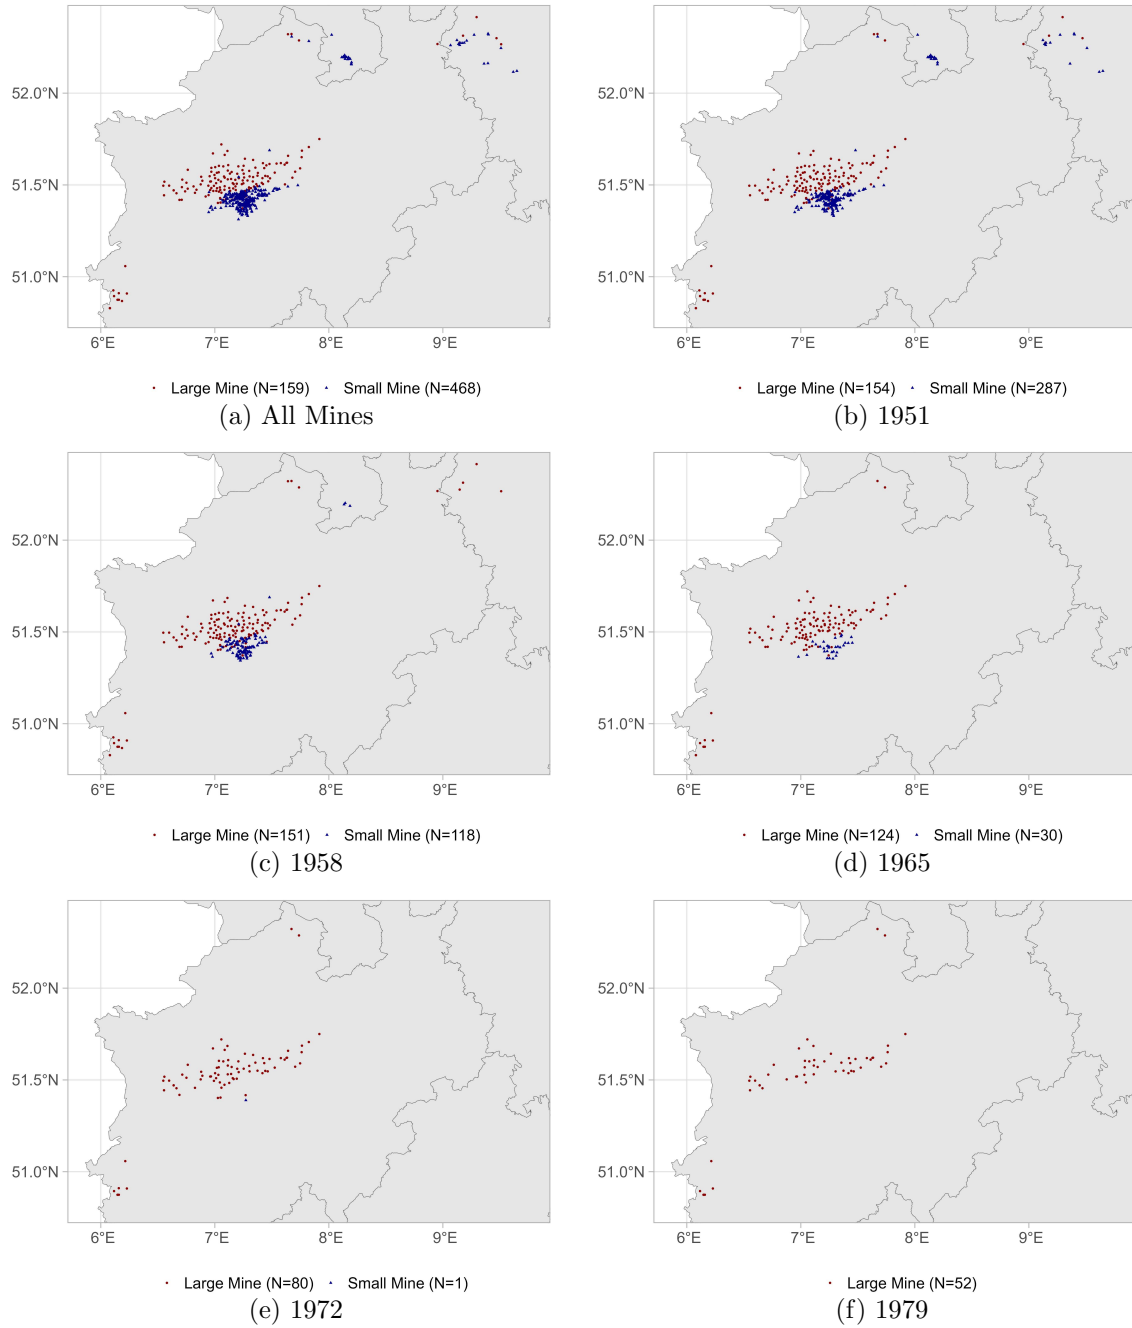 52.0°N
51.5°N
51.0°N
6°E 7°E 8°E 9°E
Large Mine (N=159) Small Mine (N=468)
(a) All Mines
52.0°N
51.5°N
51.0°N
6°E 7°E 8°E 9°E
Large Mine (N=154) Small Mine (N=287)
(b) 1951
52.0°N
51.5°N
51.0°N
6°E 7°E 8°E 9°E
Large Mine (N=151) Small Mine (N=118)
(c) 1958
52.0°N
51.5°N
51.0°N
6°E 7°E 8°E 9°E
Large Mine (N=124) Small Mine (N=30)
(d) 1965
52.0°N
51.5°N
51.0°N
6°E 7°E 8°E 9°E
Large Mine (N=80) Small Mine (N=1)
(e) 1972
52.0°N
51.5°N
51.0°N
6°E 7°E 8°E 9°E
Large Mine (N=52)
(f) 1979